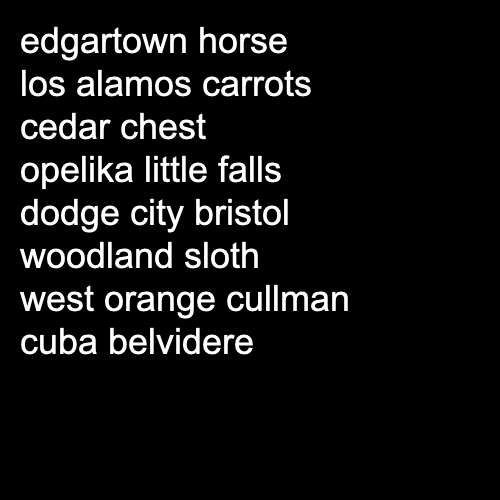 edgartown horse
los alamos carrots
cedar chest
opelika little falls
dodge city bristol
woodland sloth
west orange cullman
cuba belvidere